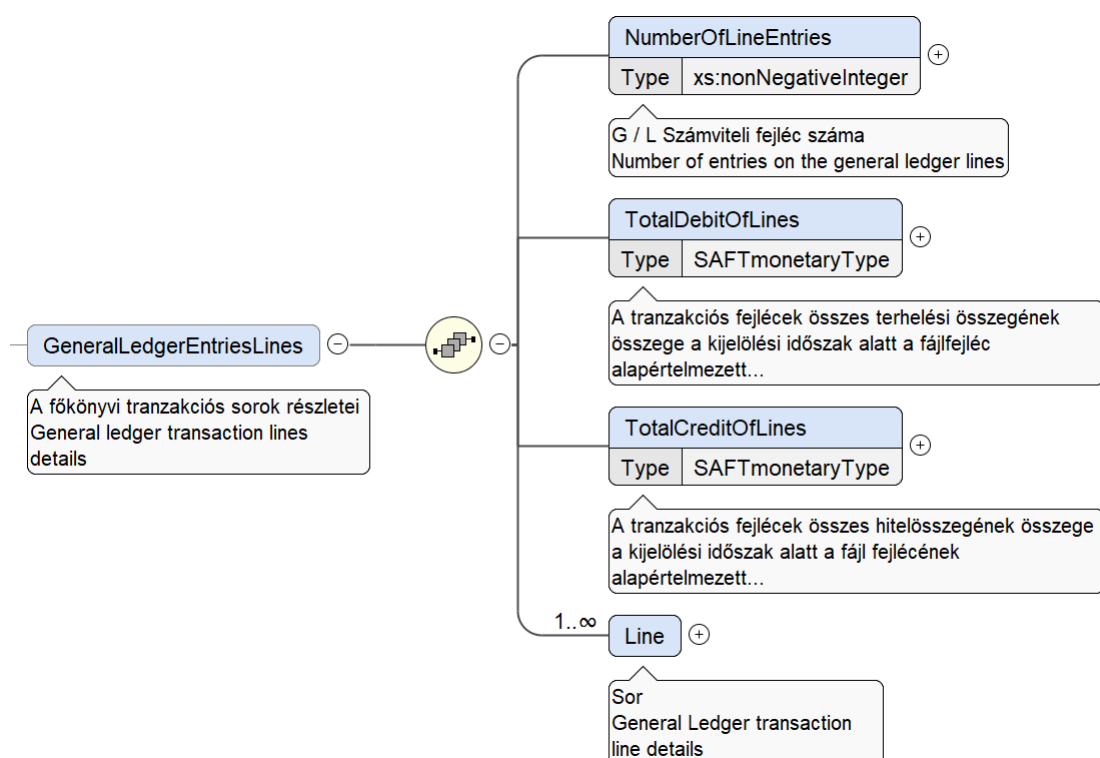 NumberOfLineEntries
Type xs:nonNegativeInteger
G / L Számviteli fejléc száma
Number of entries on the general ledger lines
TotalDebitOfLines
Type SAFTmonetaryType
A tranzakciós fejlécek összes terhelési összegének
összege a kijelölési időszak alatt a fájlfejléc
alapértelmezett...
GeneralLedgerEntriesLines
A főkönyvi tranzakciós sorok részletei
General ledger transaction lines
details
TotalCreditOfLines
Type SAFTmonetaryType
A tranzakciós fejlécek összes hitelösszegének összege
a kijelölési időszak alatt a fájl fejlécének
alapértelmezett...
1..∞
Line
Sor
General Ledger transaction
line details